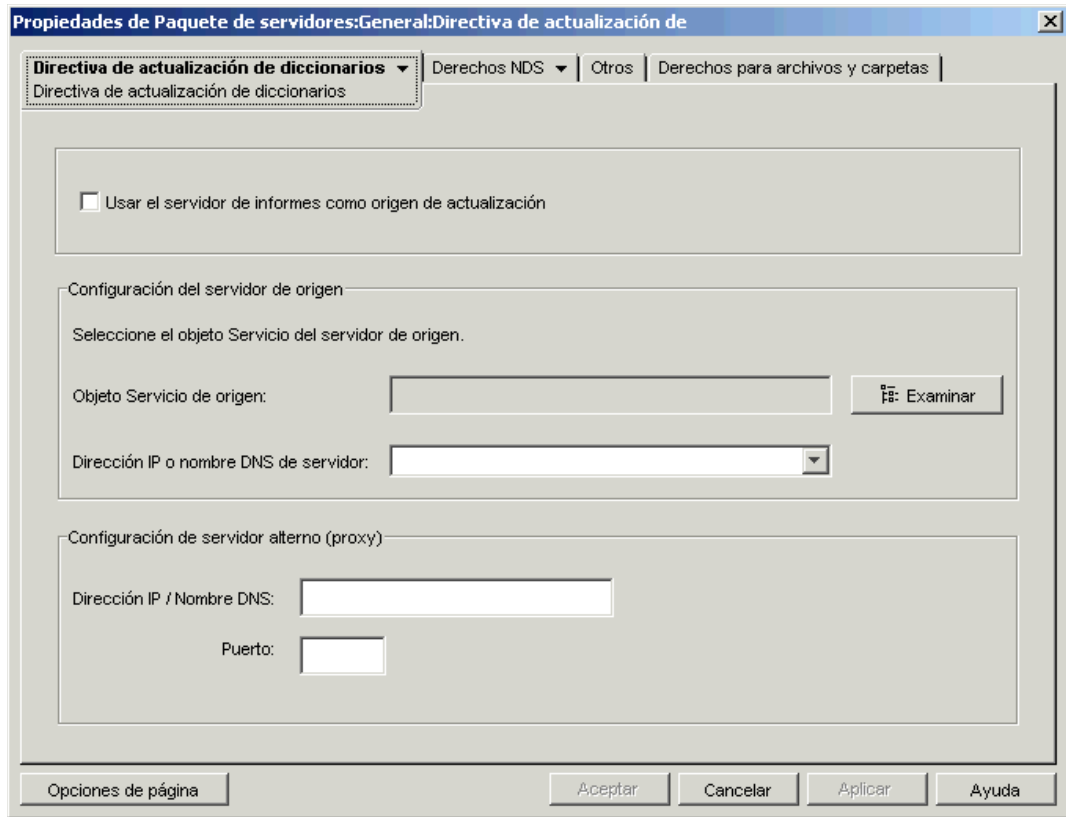 Propiedades de Paquete de servidores:General:Directiva de actualización de
Directiva de actualización de diccionarios
Derechos NDS
Otros
Derechos para archivos y carpetas
Directiva de actualización de diccionarios
Usar el servidor de informes como origen de actualización
Configuración del servidor de origen
Seleccione el objeto Servicio del servidor de origen.
Objeto Servicio de origen:
Examinar
Dirección IP o nombre DNS de servidor:
Configuración de servidor alterno (proxy)
Dirección IP / Nombre DNS:
Puerto:
Opciones de página
Aceptar
Cancelar
Aplicar
Ayuda